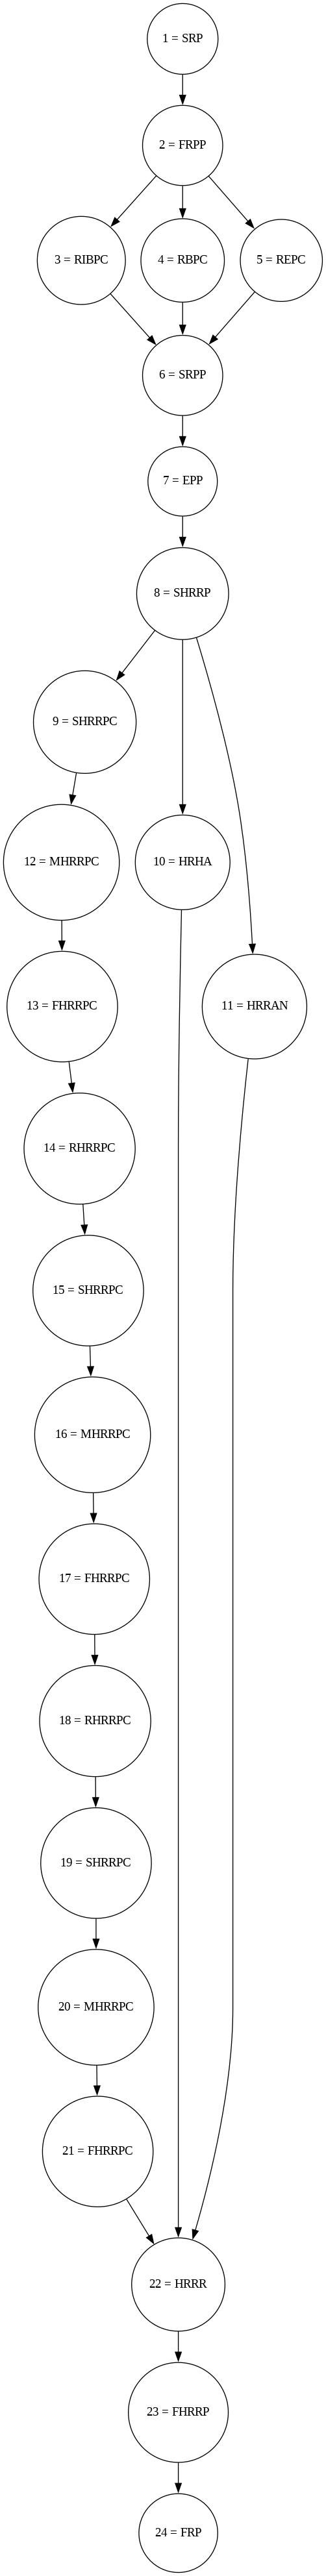 1 = SRP
2 = FRPP
3 = RIBPC
4 = RBPC
5 = REPC
6 = SRPP
7 = EPP
8 = SHRRP
9 = SHRRPC
12 = MHRRPC
10 = HRHA
13 = FHRRPC
11 = HRRAN
14 = RHRRPC
15 = SHRRPC
16 = MHRRPC
17 = FHRRPC
18 = RHRRPC
19 = SHRRPC
20 = MHRRPC
21 = FHRRPC
22 = HRRR
23 = FHRRP
24 = FRP